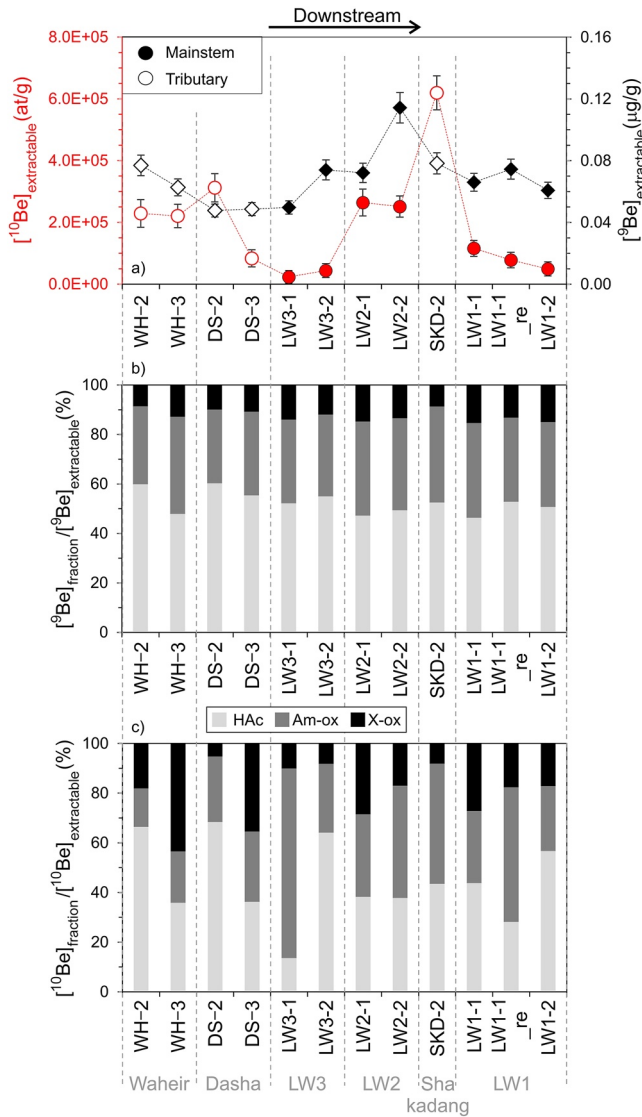 Downstream
8.0E+05
6.0E+05
4.0E+05
2.0E+05
0.0E+00
[10Be]extractable(at/g)
Mainstem
Tributary
0.16
0.12
0.08
0.04
0.00
[9Be]extractable(μg/g)
a)
WH−2
WH−3
DS−2
DS−3
LW3-1
LW3-2
LW2-1
LW2-2
SKD-2
LW1-1
LW1-1
_re
LW1-2
b)
100
80
60
40
20
0
[9Be]fraction/[9Be]extractable(%)
WH−2
WH−3
DS−2
DS−3
LW3-1
LW3-2
LW2-1
LW2-2
SKD-2
LW1-1
LW1-1
_re
LW1-2
HAc
Am-ox
X-ox
c)
100
80
60
40
20
0
[10Be]fraction/[10Be]extractable(%)
WH−2
WH−3
DS−2
DS−3
LW3-1
LW3-2
LW2-1
LW2-2
SKD-2
LW1-1
LW1-1
_re
LW1-2
Waheir
Dasha
LW3
LW2
Sha
kadang
LW1